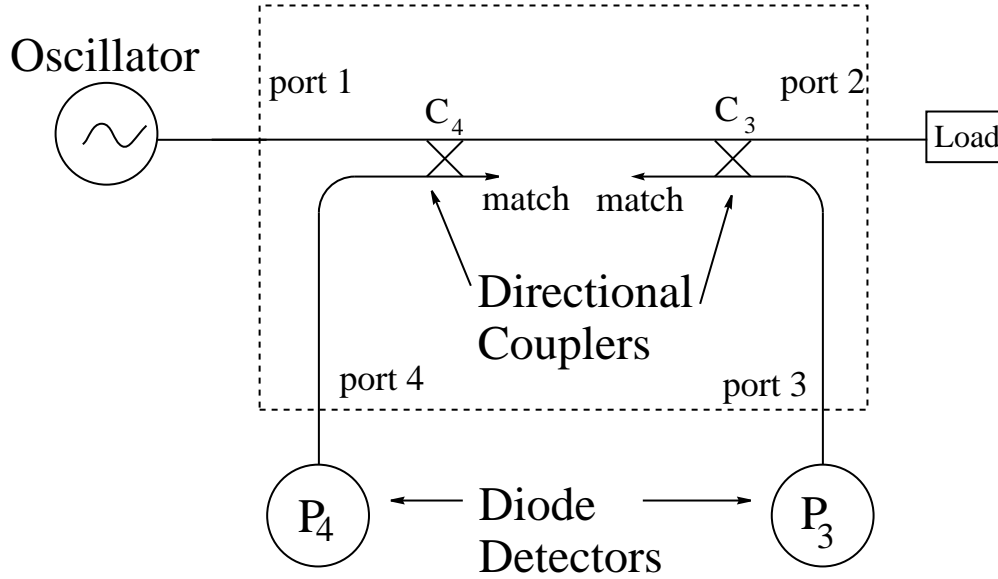 Oscillator
port 1
port 2
C4
C3
Load
match
match
Directional
Couplers
port 4
port 3
P4
Diode
Detectors
P3